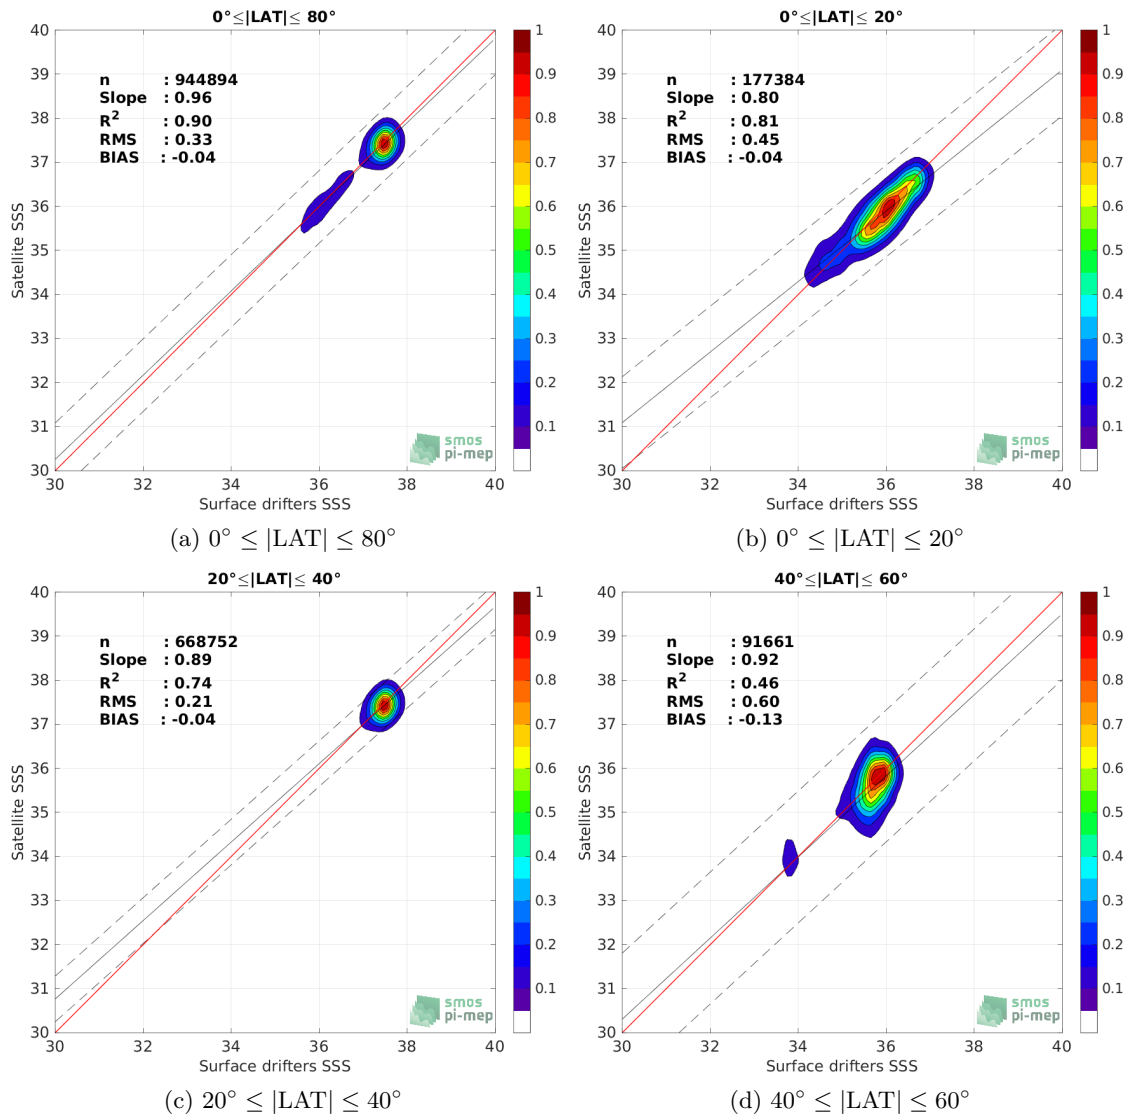 0°≤|LAT|≤ 80°
n : 944894
Slope : 0.96
R² : 0.90
RMS : 0.33
BIAS : -0.04
40
39
38
37
36
35
34
33
32
31
30
Satellite SSS
30 32 34 36 38 40
Surface drifters SSS
1
0.9
0.8
0.7
0.6
0.5
0.4
0.3
0.2
0.1
smos
pi-mep
(a) 0° ≤ |LAT| ≤ 80°
0°≤|LAT|≤ 20°
n : 177384
Slope : 0.80
R² : 0.81
RMS : 0.45
BIAS : -0.04
40
39
38
37
36
35
34
33
32
31
30
Satellite SSS
30 32 34 36 38 40
Surface drifters SSS
1
0.9
0.8
0.7
0.6
0.5
0.4
0.3
0.2
0.1
smos
pi-mep
(b) 0° ≤ |LAT| ≤ 20°
20°≤|LAT|≤ 40°
n : 668752
Slope : 0.89
R² : 0.74
RMS : 0.21
BIAS : -0.04
40
39
38
37
36
35
34
33
32
31
30
Satellite SSS
30 32 34 36 38 40
Surface drifters SSS
1
0.9
0.8
0.7
0.6
0.5
0.4
0.3
0.2
0.1
smos
pi-mep
(c) 20° ≤ |LAT| ≤ 40°
40°≤|LAT|≤ 60°
n : 91661
Slope : 0.92
R² : 0.46
RMS : 0.60
BIAS : -0.13
40
39
38
37
36
35
34
33
32
31
30
Satellite SSS
30 32 34 36 38 40
Surface drifters SSS
1
0.9
0.8
0.7
0.6
0.5
0.4
0.3
0.2
0.1
smos
pi-mep
(d) 40° ≤ |LAT| ≤ 60°